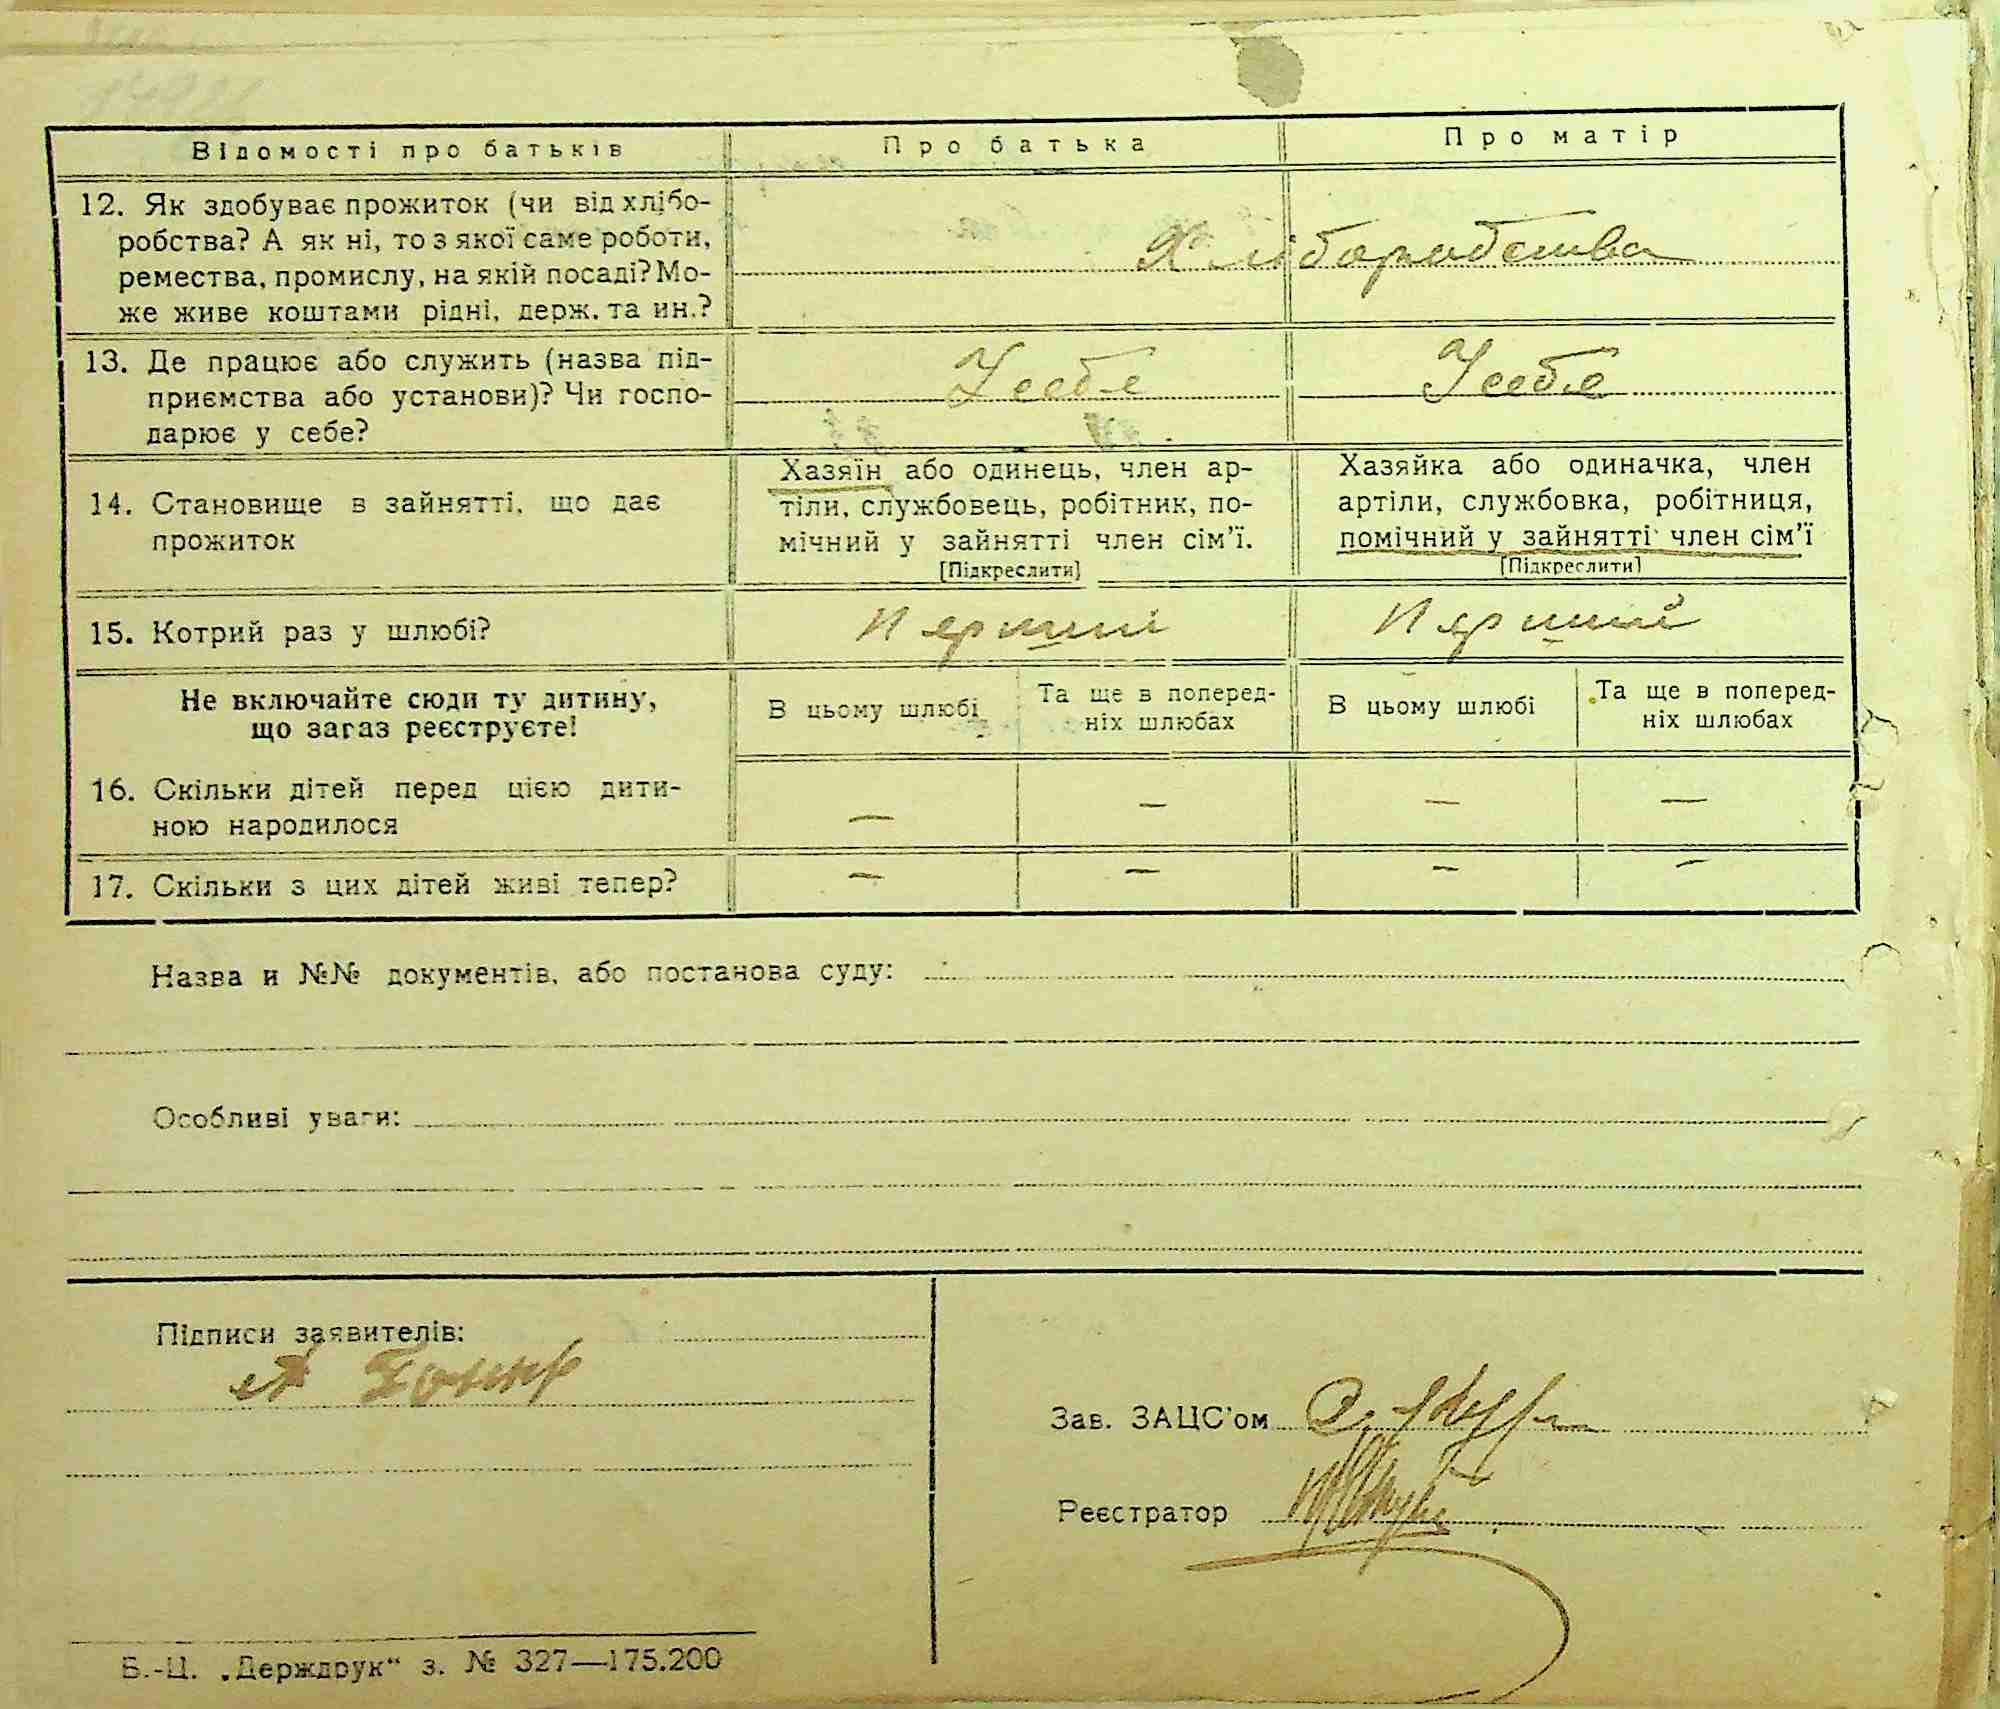 Відомості про батьків
Про батька
Про матір
12. Як здобуває прожиток (чи від хлібо-
робства? А як ні, то з якої саме роботи,
ремества, промислу, на якій посаді? Мо-
же живе коштами рідні, держ. та ин.?
Хліборобства
13. Де працює або служить (назва під-
приємства або установи)? Чи госпо-
дарює у себе?
У себе
У себе
14. Становище в зайнятті, що дає
прожиток
Хазяїн або одинець, член ар-
тіли, службовець, робітник, по-
мічний у зайнятті член сім'ї.
[Підкреслити]
Хазяйка або одиначка, член
артіли, службовка, робітниця,
помічний у зайнятті член сім'ї
[Підкреслити]
15. Котрий раз у шлюбі?
Перший
Перший
Не включайте сюди ту дитину,
що зараз реєструєте!
В цьому шлюбі
Та ще в поперед-
ніх шлюбах
В цьому шлюбі
Та ще в поперед-
ніх шлюбах
16. Скільки дітей перед цією дити-
ною народилося
— — — —
17. Скільки з цих дітей живі тепер?
— — — —
Назва и №№ документів, або постанова суду:
Особливі уваги:
Підписи заявителів:
Зав. ЗАЦС'ом
Реєстратор
Б.-Ц. „Держдрук“ з. № 327—175.200